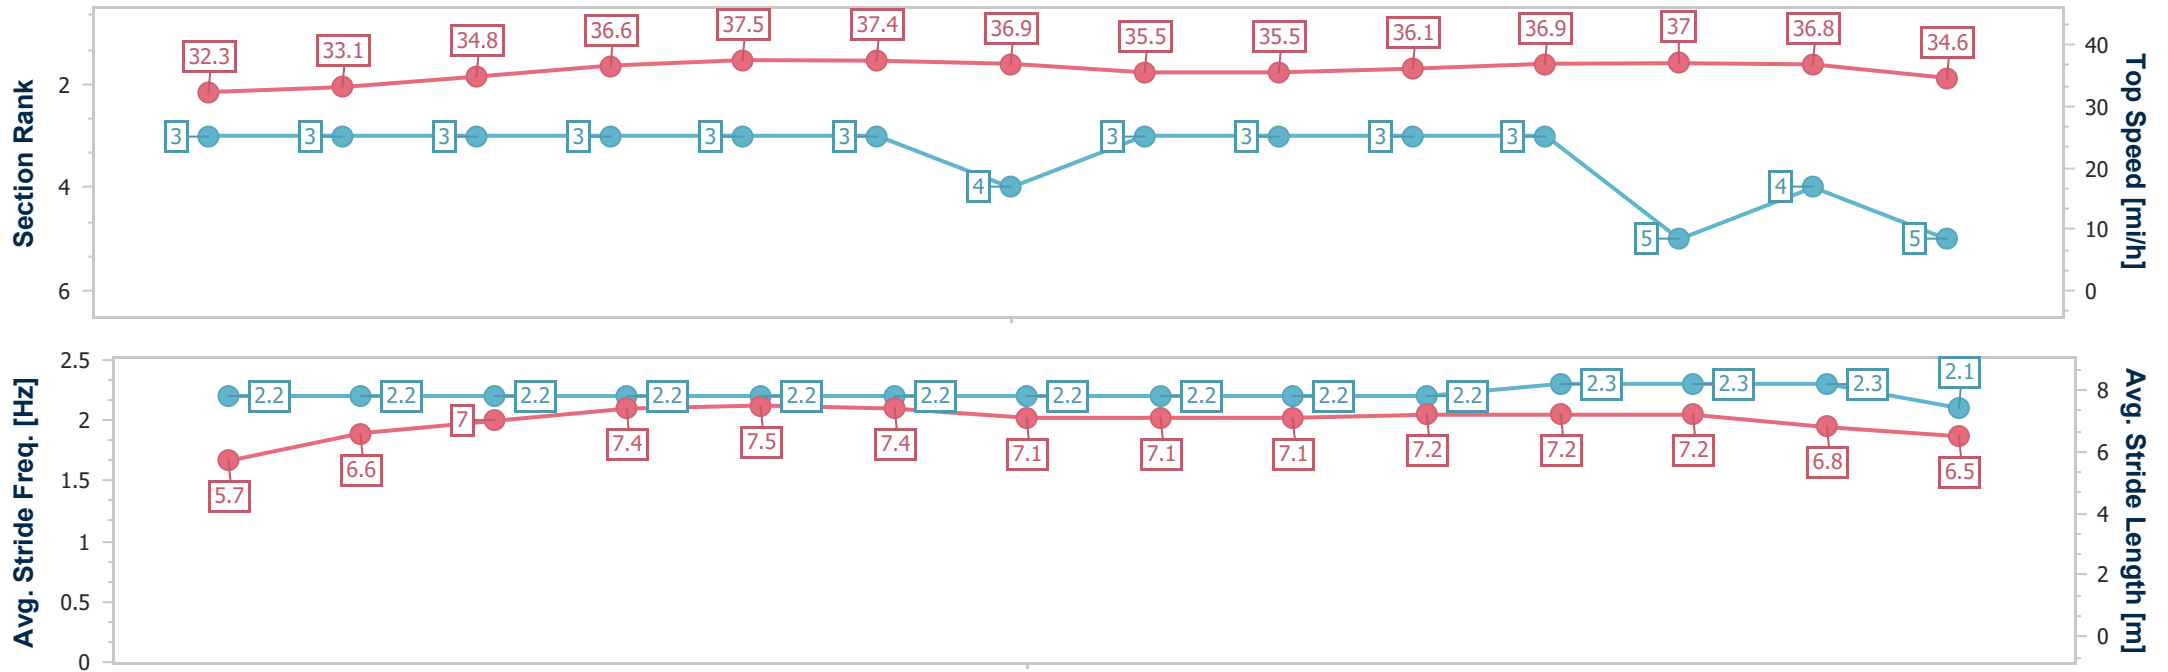 Section Rank
2
4
6
32.3 33.1 34.8 36.6 37.5 37.4 36.9 35.5 35.5 36.1 36.9 37 36.8 34.6
3 3 3 3 3 3 4 3 3 3 3 5 4 5
40
30
20
10
0
Top Speed [mi/h]
Avg. Stride Freq. [Hz]
2.5
2
1.5
1
0.5
0
2.2 2.2 2.2 2.2 2.2 2.2 2.2 2.2 2.2 2.2 2.3 2.3 2.3 2.1
5.7 6.6 7 7.4 7.5 7.4 7.1 7.1 7.1 7.2 7.2 7.2 6.8 6.5
8
6
4
2
0
Avg. Stride Length [m]